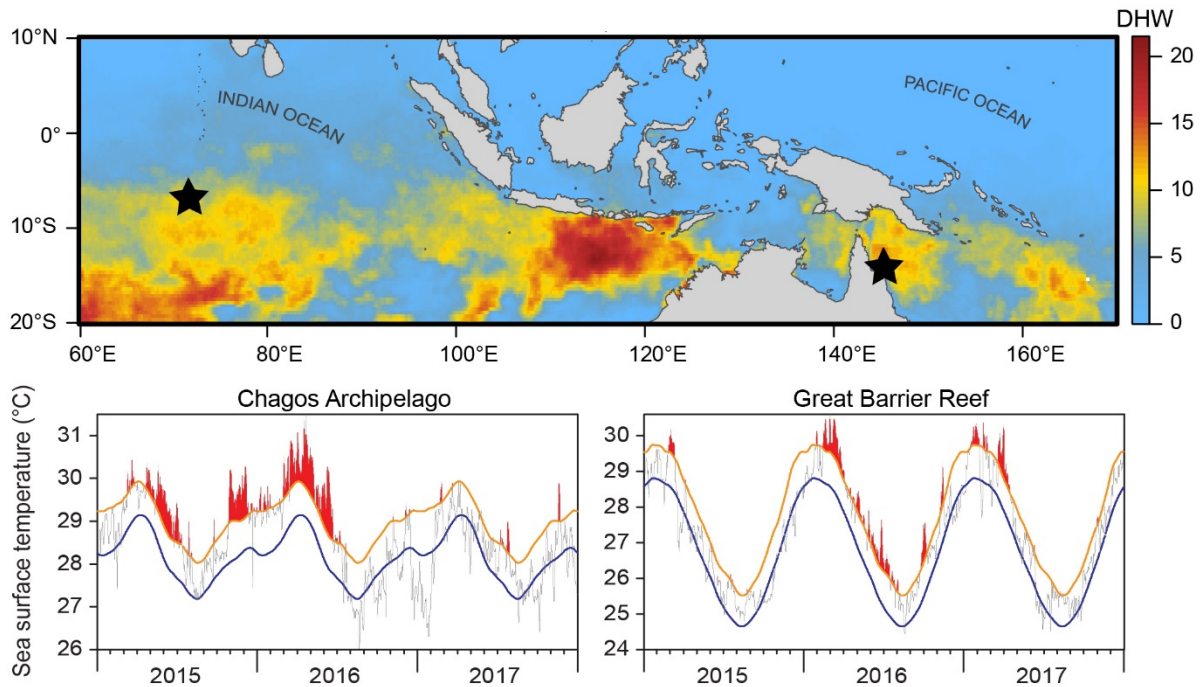 DHW
10°N
0°
10°S
20°S
INDIAN OCEAN
PACIFIC OCEAN
20
15
10
5
0
60°E 80°E 100°E 120°E 140°E 160°E
Chagos Archipelago Great Barrier Reef
Sea surface temperature (°C)
31
30
29
28
27
26
30
29
28
27
26
25
24
2015 2016 2017 2015 2016 2017